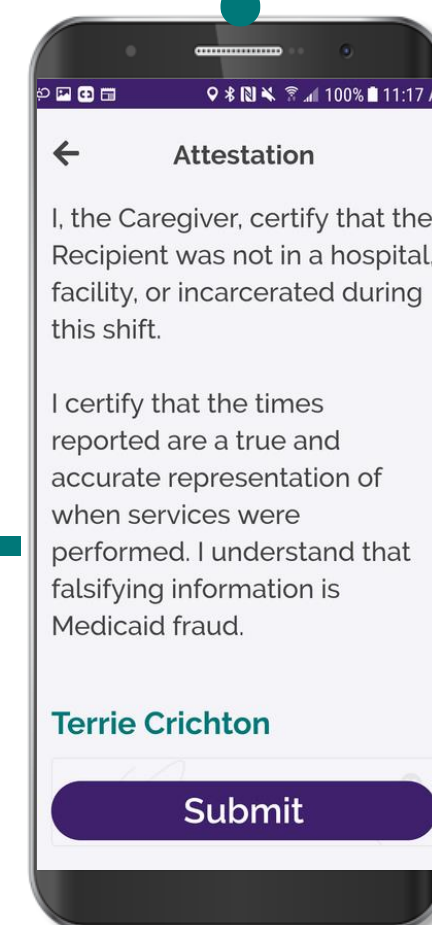 100% 11:17 A
Attestation
I, the Caregiver, certify that the
Recipient was not in a hospital,
facility, or incarcerated during
this shift.
I certify that the times
reported are a true and
accurate representation of
when services were
performed. I understand that
falsifying information is
Medicaid fraud.
Terrie Crichton
Submit